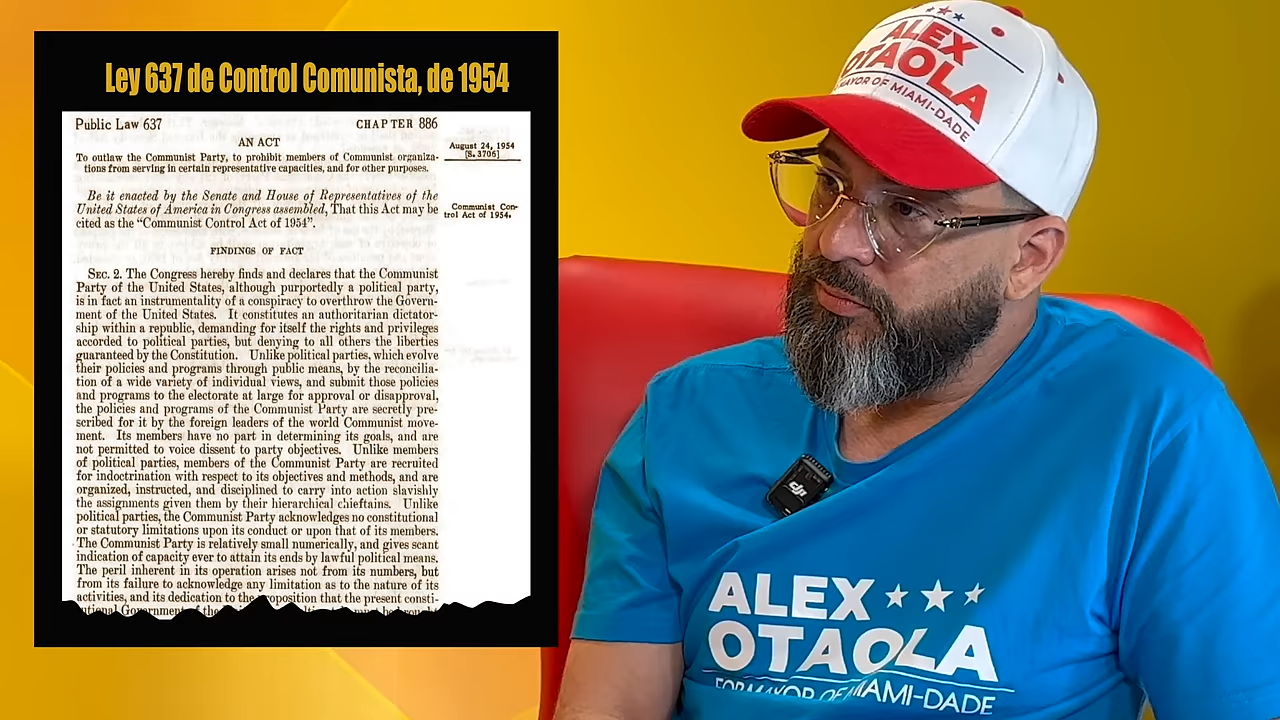 Ley 637 de Control Comunista, de 1954
Public Law 637
CHAPTER 886
AN ACT
August 24, 1954
[S. 3706]
To outlaw the Communist Party, to prohibit members of Communist organiza-
tions from serving in certain representative capacities, and for other purposes.
Be it enacted by the Senate and House of Representatives of the
United States of America in Congress assembled, That this Act may be
cited as the “Communist Control Act of 1954”.
Communist Con-
trol Act of 1954.
FINDINGS OF FACT
SEC. 2. The Congress hereby finds and declares that the Communist
Party of the United States, although purportedly a political party,
is in fact an instrumentality of a conspiracy to overthrow the Govern-
ment of the United States. It constitutes an authoritarian dictator-
ship within a republic, demanding for itself the rights and privileges
accorded to political parties, but denying to all others the liberties
guaranteed by the Constitution. Unlike political parties, which evolve
their policies and programs through public means, by the reconcilia-
tion of a wide variety of individual views, and submit those policies
and programs to the electorate at large for approval or disapproval,
the policies and programs of the Communist Party are secretly pre-
scribed for it by the foreign leaders of the world Communist move-
ment. Its members have no part in determining its goals, and are
not permitted to voice dissent to party objectives. Unlike members
of political parties, members of the Communist Party are recruited
for indoctrination with respect to its objectives and methods, and are
organized, instructed, and disciplined to carry into action slavishly
the assignments given them by their hierarchical chieftains. Unlike
political parties, the Communist Party acknowledges no constitutional
or statutory limitations upon its conduct or upon that of its members.
The Communist Party is relatively small numerically, and gives scant
indication of capacity ever to attain its ends by lawful political means.
The peril inherent in its operation arises not from its numbers, but
from its failure to acknowledge any limitation as to the nature of its
activities, and its dedication to the proposition that the present consti-
tutional Government of the
ALEX
OTAOLA
MAYOR OF MIAMI-DADE
dji
ALEX
OTAOLA
FOR MAYOR OF MIAMI-DADE